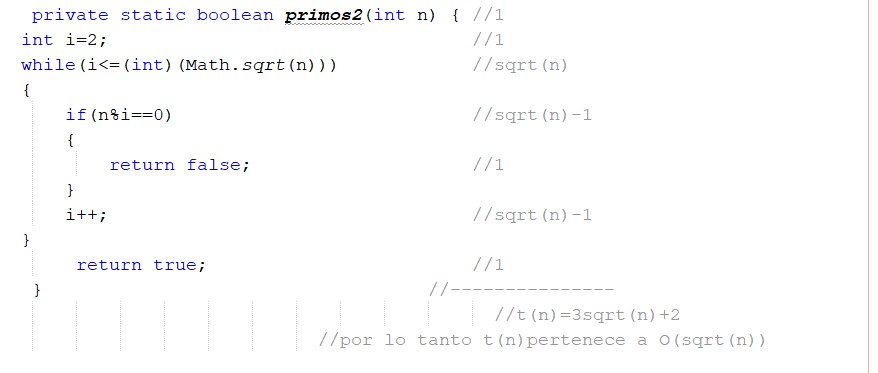 private static boolean primos2(int n) { //1
int i=2; //1
while(i<=(int)(Math.sqrt(n))) //sqrt(n)
{
if(n%i==0) //sqrt(n)-1
{
return false; //1
}
i++; //sqrt(n)-1
}
return true; //1
} //---------------
//t(n)=3sqrt(n)+2
//por lo tanto t(n)pertenece a O(sqrt(n))